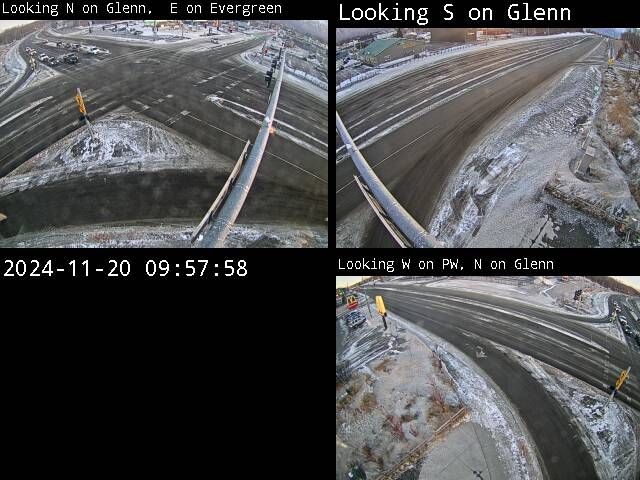 Looking N on Glenn,  E on Evergreen
Looking S on Glenn
2024-11-20 09:57:58
Looking W on PW, N on Glenn